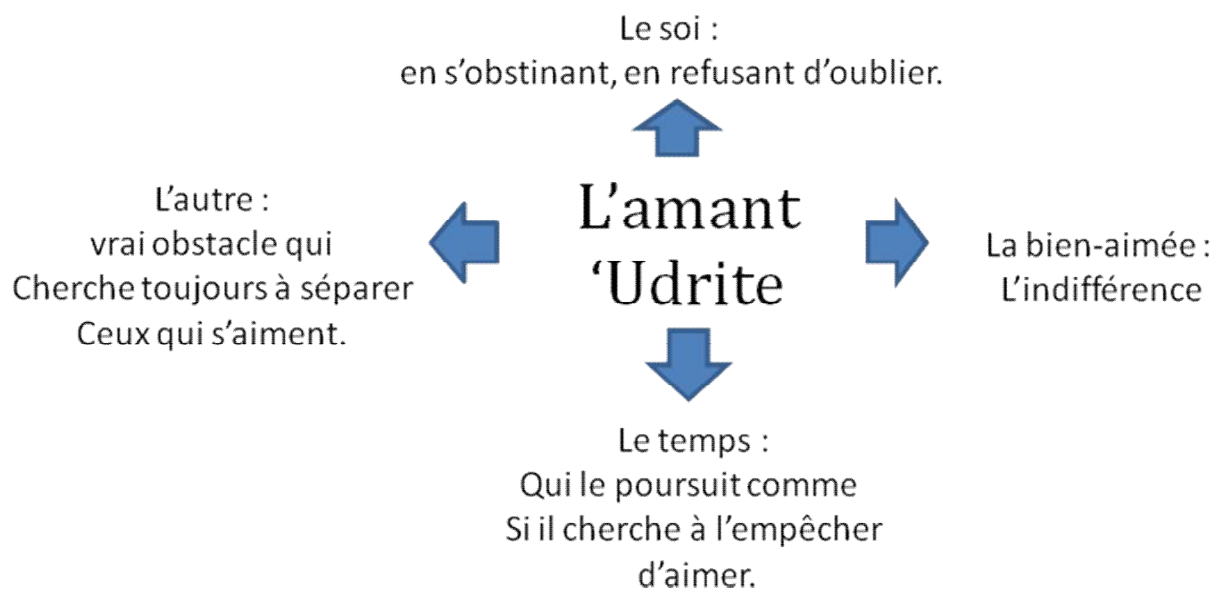 Le soi :
en s’obstinant, en refusant d’oublier.
L’autre :
vrai obstacle qui
Cherche toujours à séparer
Ceux qui s’aiment.
L’amant
‘Udrite
La bien-aimée :
L’indifférence
Le temps :
Qui le poursuit comme
Si il cherche à l’empêcher
d’aimer.